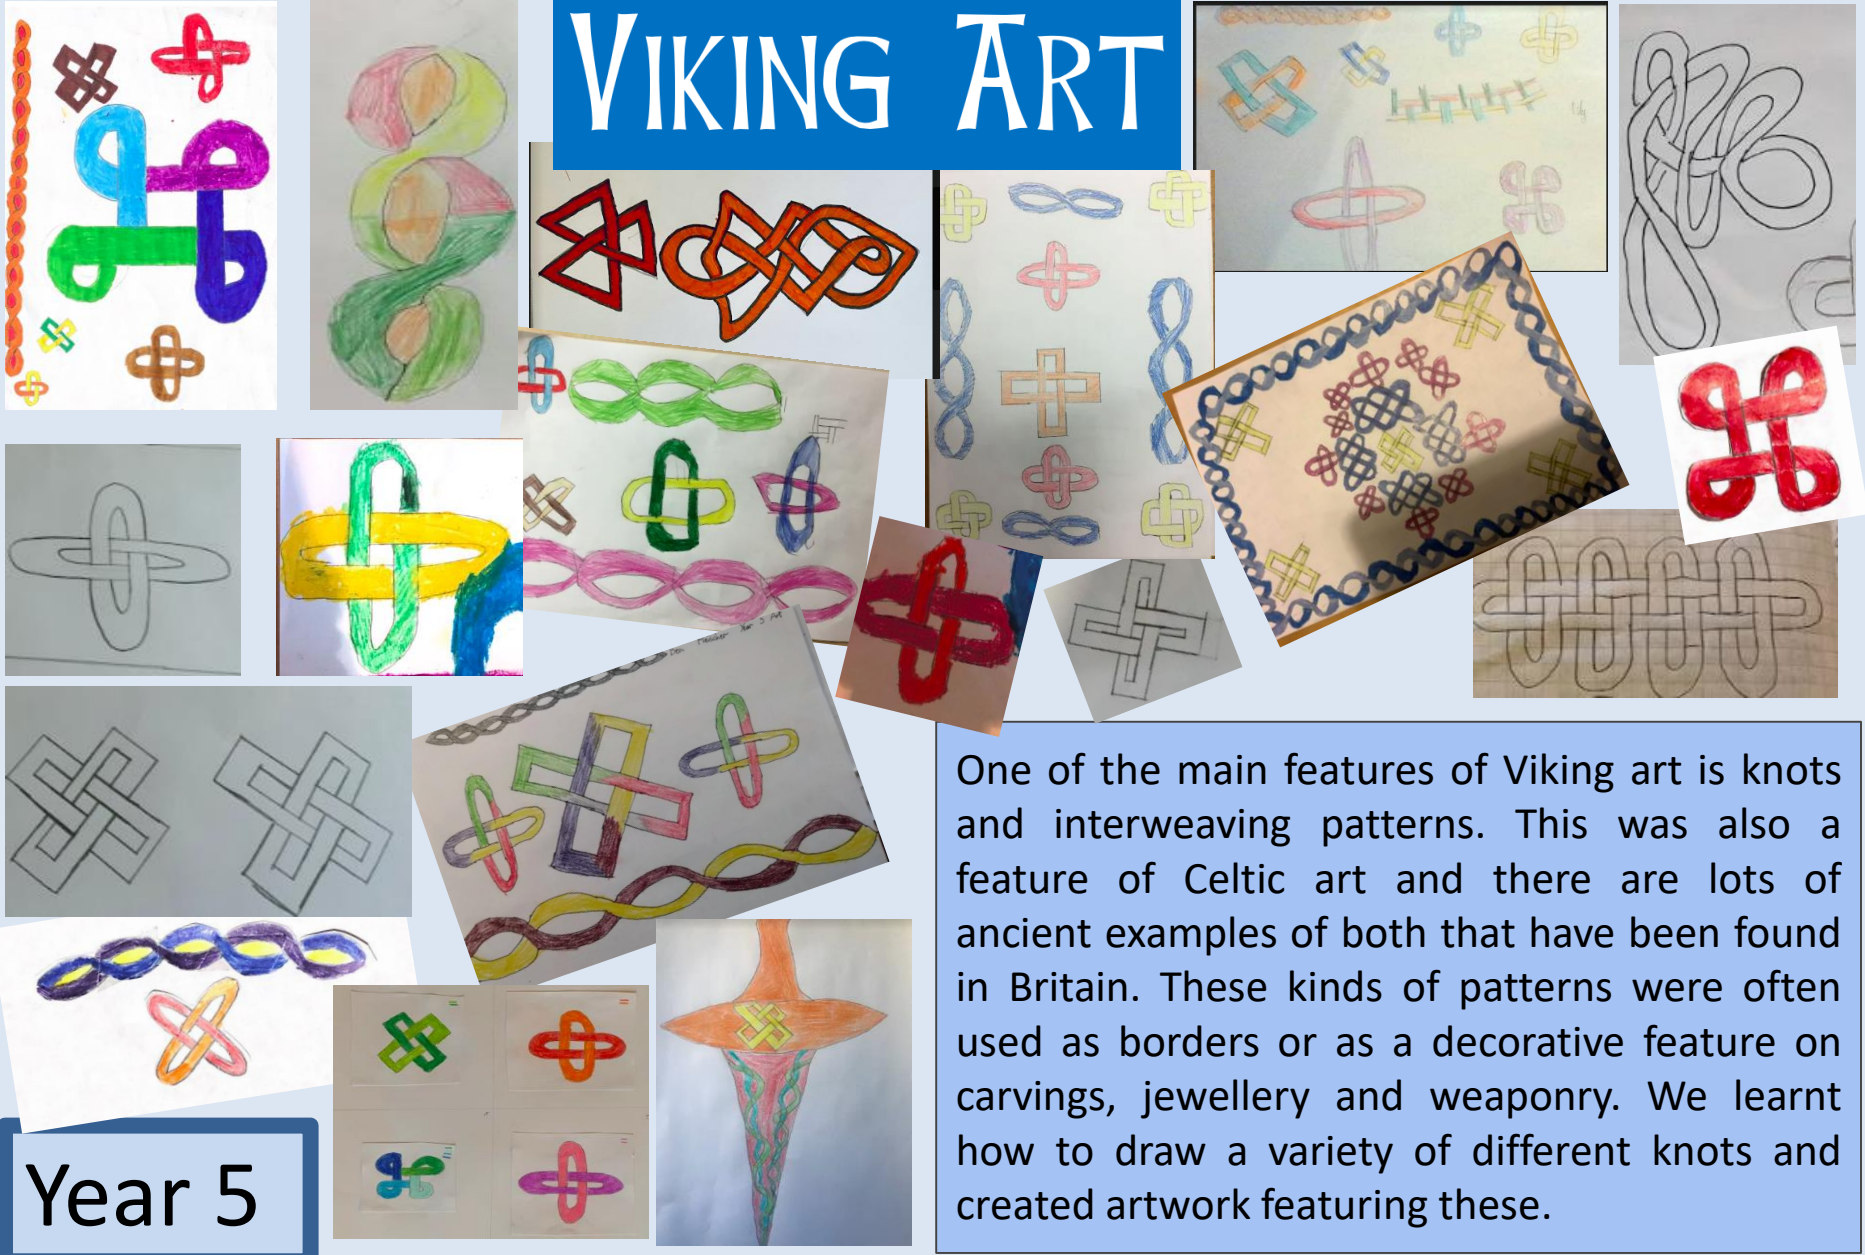 VIKING ART
Year 5 Art
One of the main features of Viking art is knots
and interweaving patterns. This was also a
feature of Celtic art and there are lots of
ancient examples of both that have been found
in Britain. These kinds of patterns were often
used as borders or as a decorative feature on
carvings, jewellery and weaponry. We learnt
how to draw a variety of different knots and
created artwork featuring these.
Year 5